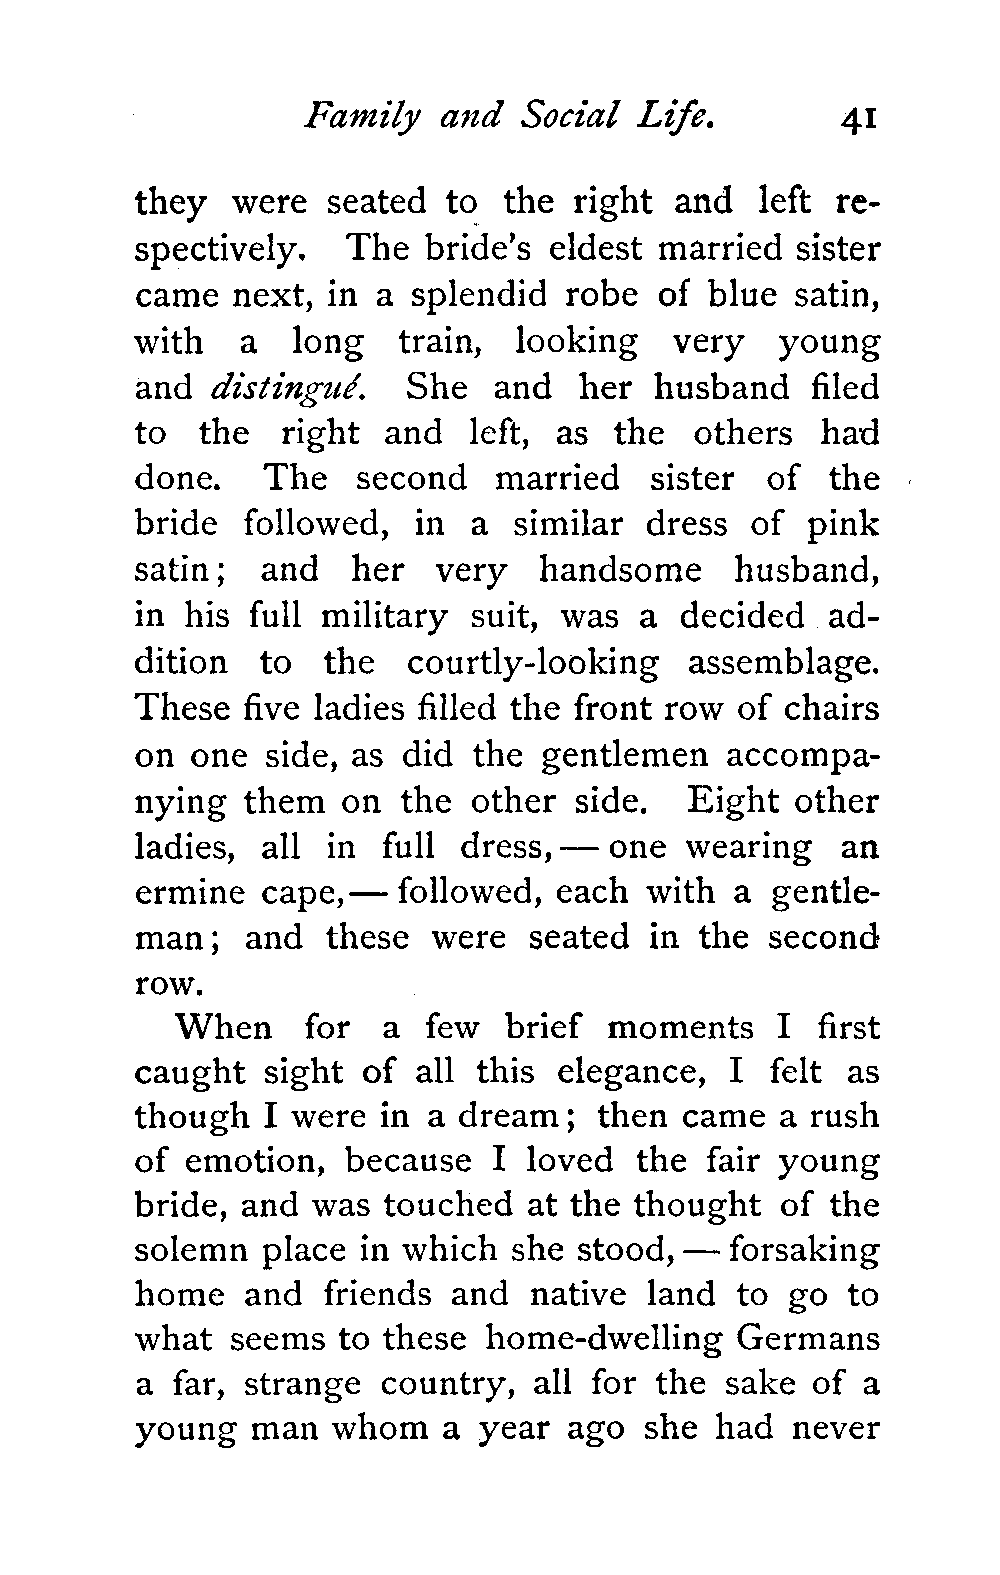 Family and Social Life. 41
they were seated to the right and left re-
spectively. The bride's eldest married sister
came next, in a splendid robe of blue satin,
with a long train, looking very young
and distingué. She and her husband filed
to the right and left, as the others had
done. The second married sister of the
bride followed, in a similar dress of pink
satin; and her very handsome husband,
in his full military suit, was a decided ad-
dition to the courtly-looking assemblage.
These five ladies filled the front row of chairs
on one side, as did the gentlemen accompa-
nying them on the other side. Eight other
ladies, all in full dress, — one wearing an
ermine cape, — followed, each with a gentle-
man; and these were seated in the second
row.
When for a few brief moments I first
caught sight of all this elegance, I felt as
though I were in a dream; then came a rush
of emotion, because I loved the fair young
bride, and was touched at the thought of the
solemn place in which she stood, — forsaking
home and friends and native land to go to
what seems to these home-dwelling Germans
a far, strange country, all for the sake of a
young man whom a year ago she had never